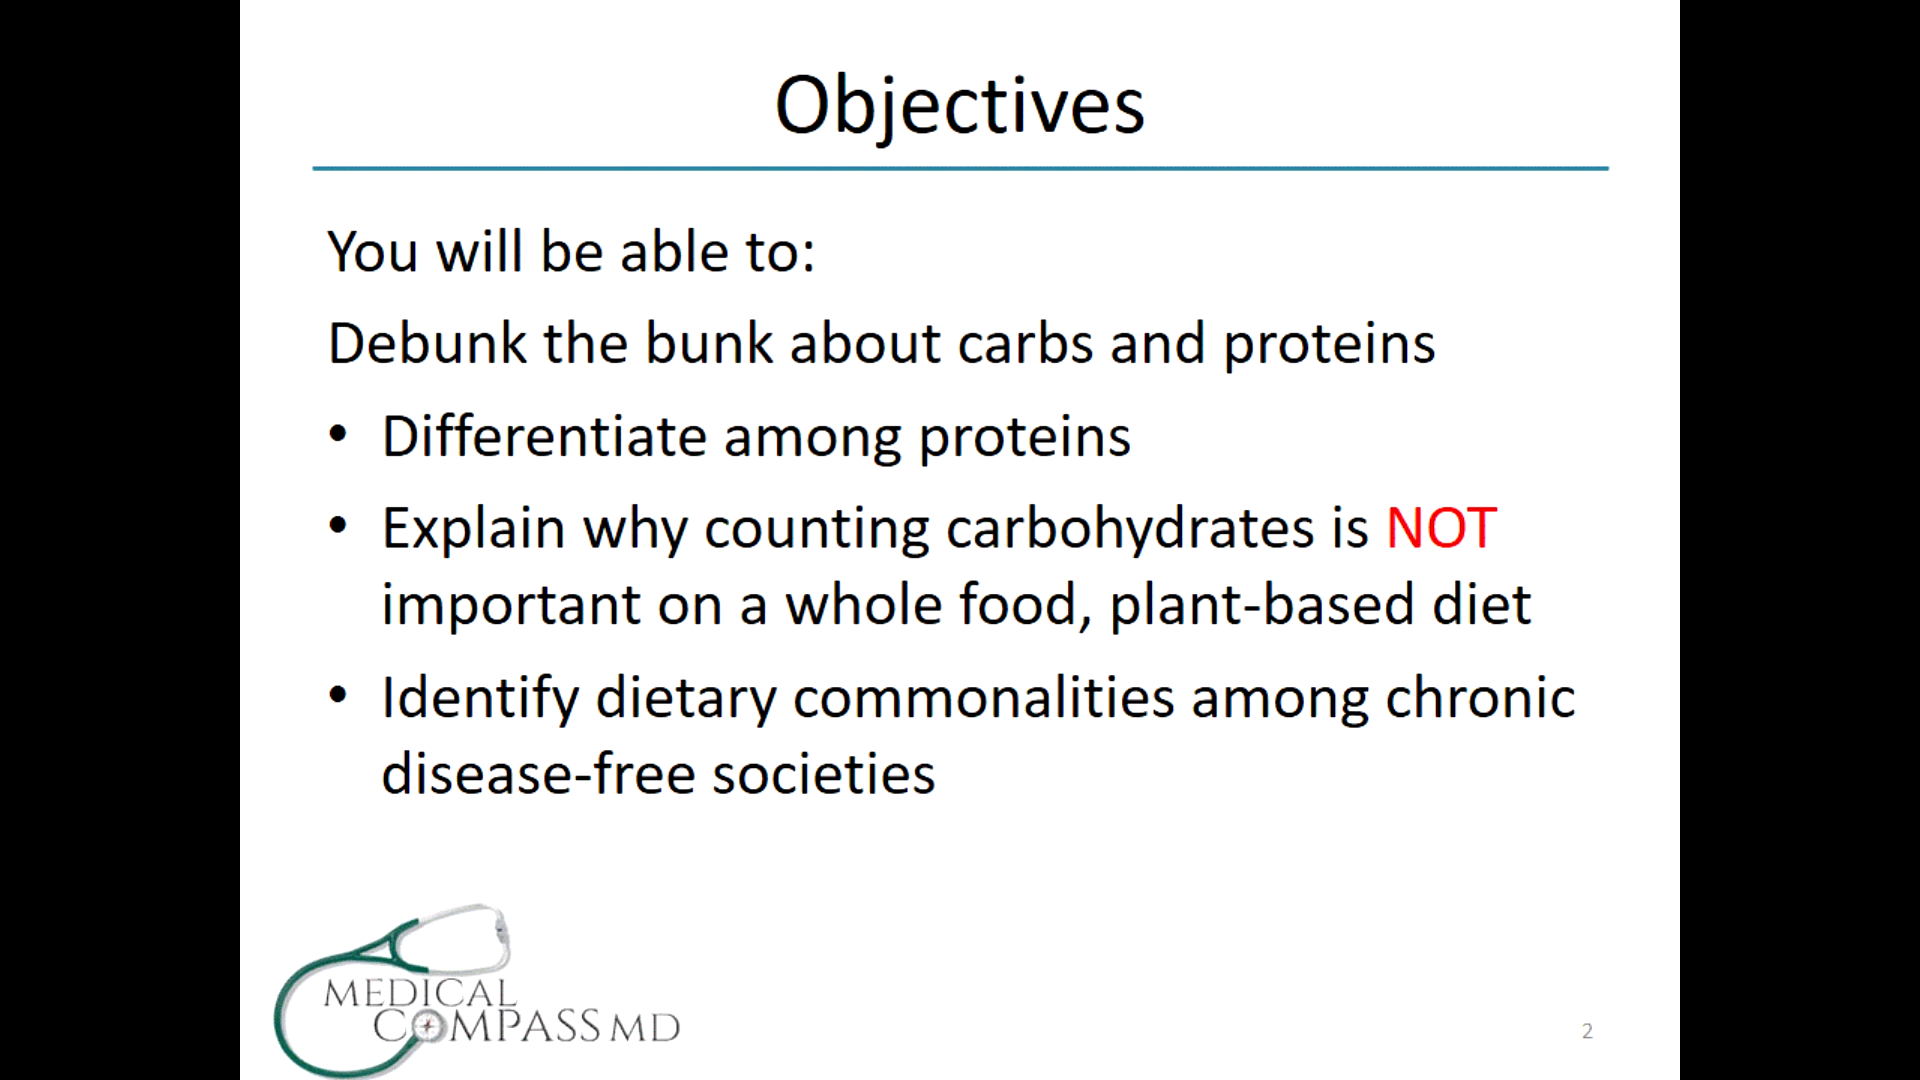 Objectives
You will be able to:
Debunk the bunk about carbs and proteins
• Differentiate among proteins
• Explain why counting carbohydrates is NOT
important on a whole food, plant-based diet
• Identify dietary commonalities among chronic
disease-free societies
MEDICAL
COMPASS MD
2